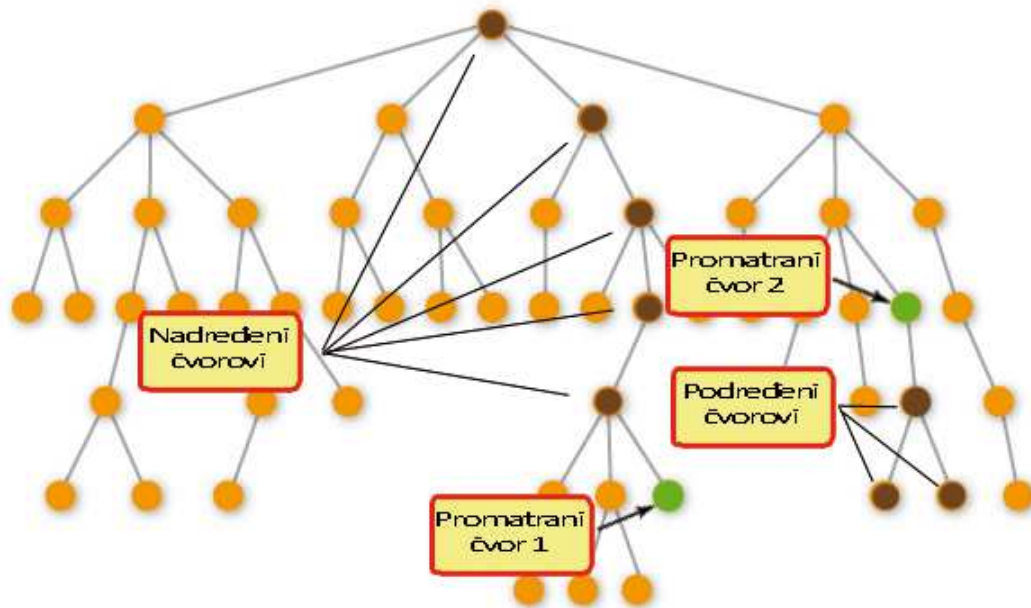 Promatrani
čvor 2
Nadređeni
čvorovi
Podređeni
čvorovi
Promatrani
čvor 1